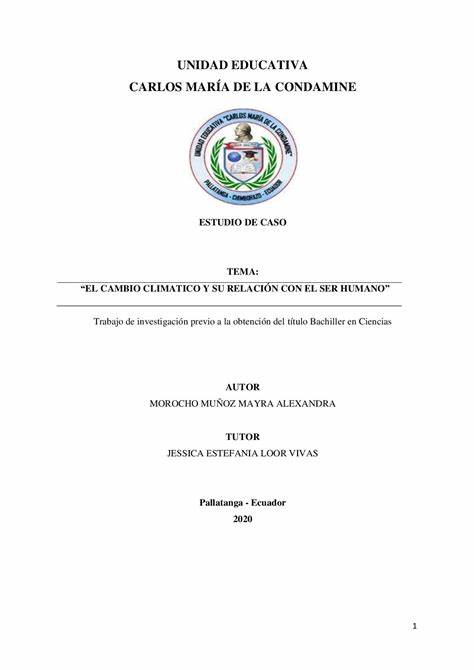 UNIDAD EDUCATIVA
CARLOS MARÍA DE LA CONDAMINE
UNIDAD EDUCATIVA "CARLOS MARÍA DE LA CONDAMINE"
PALLATANGA - CHIMBORAZO - ECUADOR
ESTUDIO DE CASO
TEMA:
“EL CAMBIO CLIMATICO Y SU RELACIÓN CON EL SER HUMANO”
Trabajo de investigación previo a la obtención del título Bachiller en Ciencias
AUTOR
MOROCHO MUÑOZ MAYRA ALEXANDRA
TUTOR
JESSICA ESTEFANIA LOOR VIVAS
Pallatanga - Ecuador
2020
1